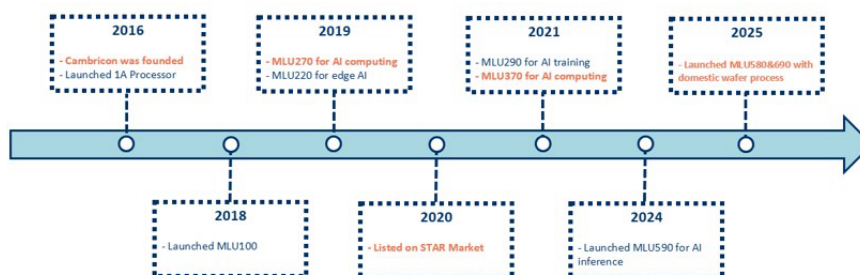 2016
- Cambricon was founded
- Launched 1A Processor
2019
- MLU270 for AI computing
- MLU220 for edge AI
2021
- MLU290 for AI training
- MLU370 for AI computing
2025
- Launched MLU580&690 with
domestic wafer process
2018
- Launched MLU100
2020
- Listed on STAR Market
2024
- Launched MLU590 for AI
inference